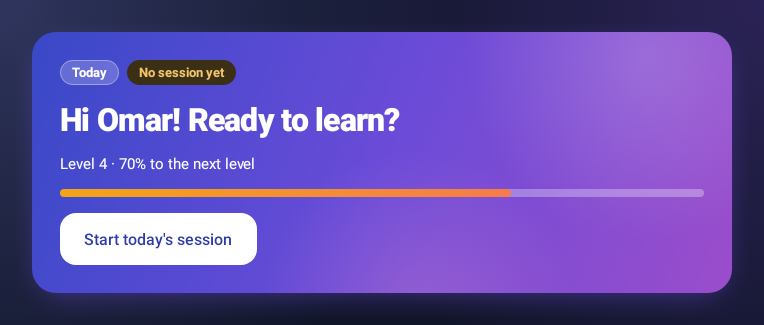 Today No session yet
Hi Omar! Ready to learn?
Level 4 · 70% to the next level
Start today's session